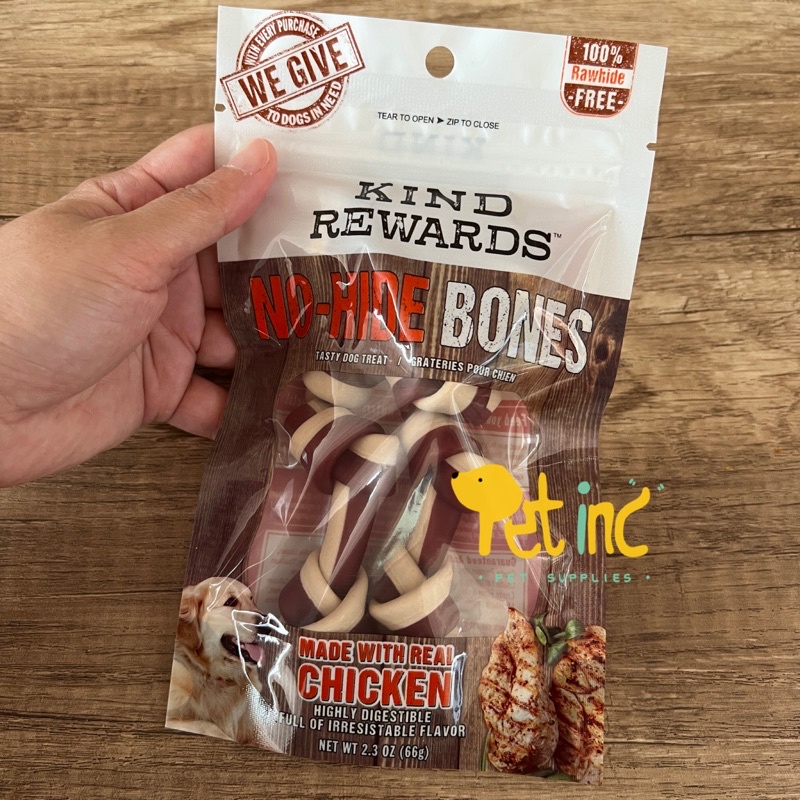 WITH EVERY PURCHASE
WE GIVE
TO DOGS IN NEED
100%
Rawhide
-FREE-
TEAR TO OPEN ➤ ZIP TO CLOSE
KIND
REWARDS™
NO-HIDE BONES
TASTY DOG TREAT / GRATERIES POUR CHIEN
Pet inc
• PET SUPPLIES •
MADE WITH REAL
CHICKEN
HIGHLY DIGESTIBLE
FULL OF IRRESISTABLE FLAVOR
NET WT 2.3 OZ (66g)